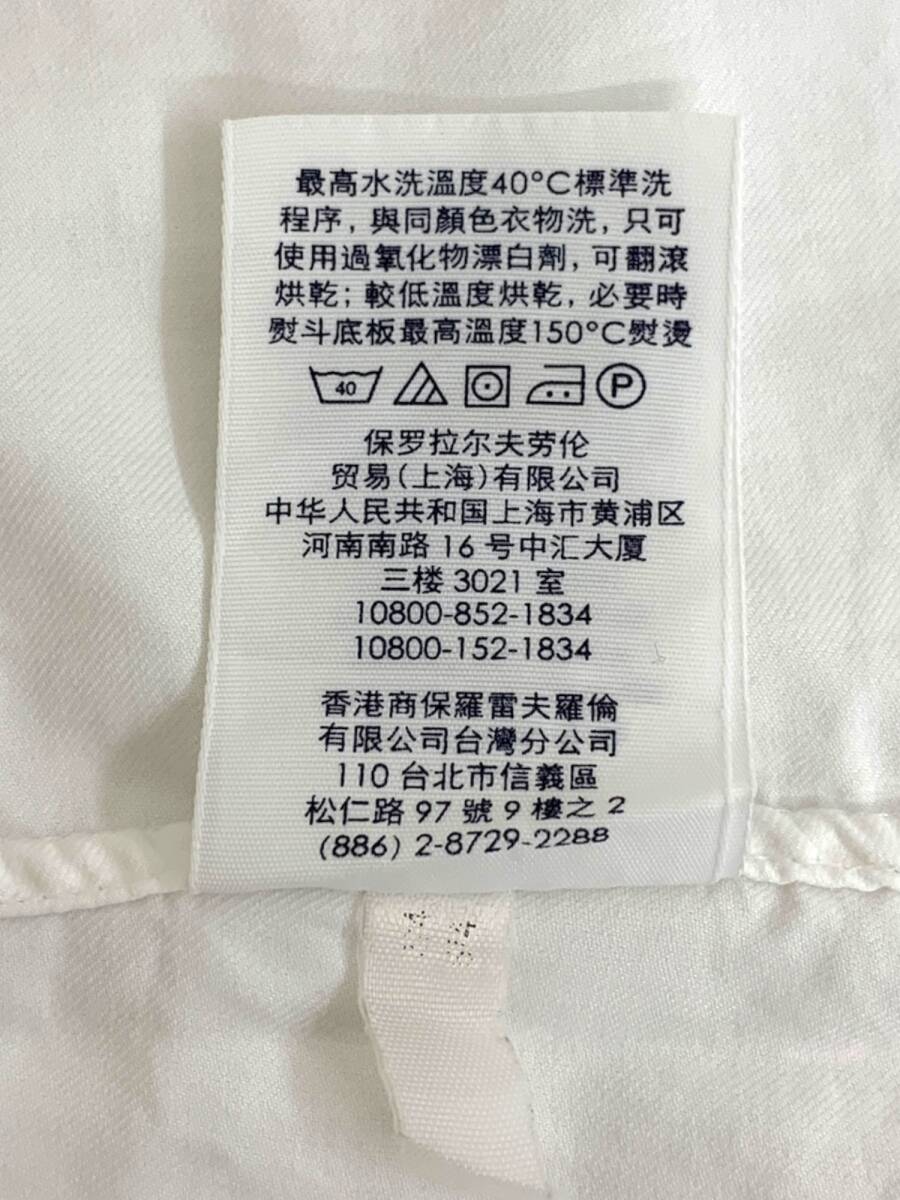 最高水洗溫度40°C標準洗
程序, 與同顏色衣物洗, 只可
使用過氧化物漂白劑, 可翻滾
烘乾; 較低溫度烘乾, 必要時
熨斗底板最高溫度150°C熨燙
40
P
保罗拉尔夫劳伦
贸易(上海)有限公司
中华人民共和国上海市黄浦区
河南南路 16 号中汇大厦
三楼 3021 室
10800-852-1834
10800-152-1834
香港商保羅雷夫羅倫
有限公司台灣分公司
110 台北市信義區
松仁路 97 號 9 樓之 2
(886) 2-8729-2288